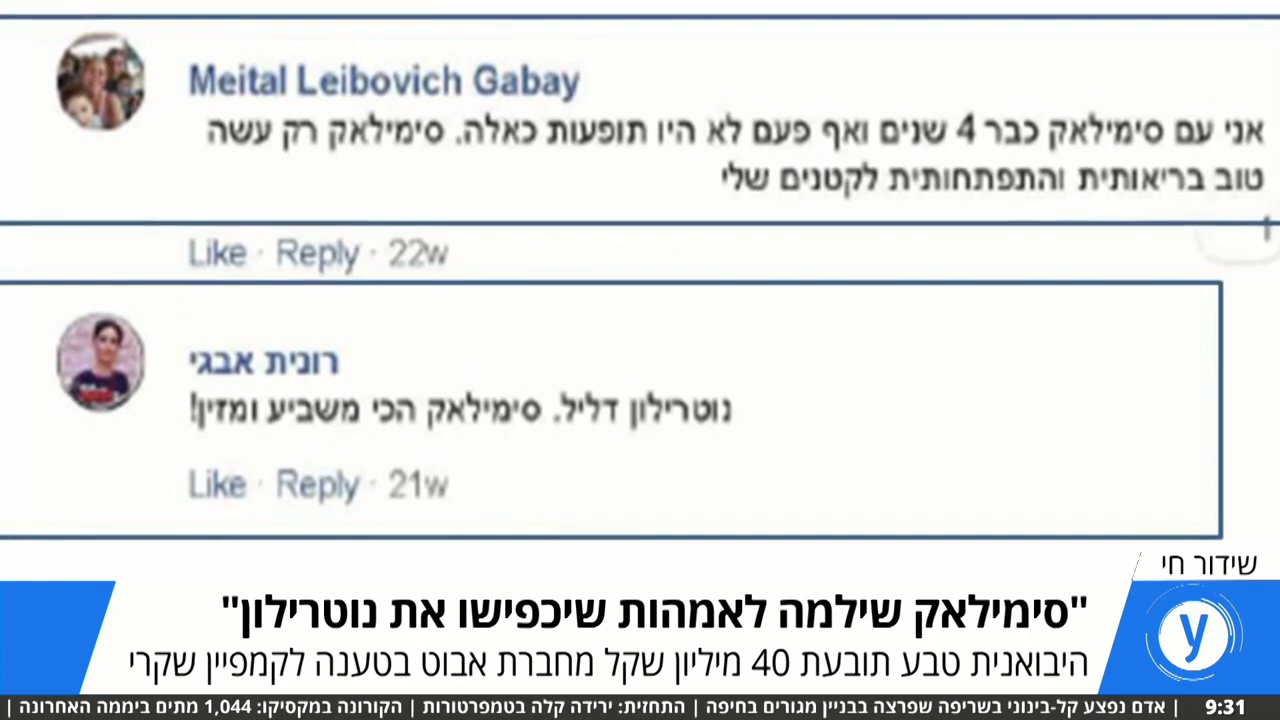 Meital Leibovich Gabay
אני עם סימילאק כבר 4 שנים ואף פעם לא היו תופעות כאלה. סימילאק רק עשה
טוב בריאותית והתפתחותית לקטנים שלי
Like · Reply · 22w
רונית אבגי
נוטרילון דליל. סימילאק הכי משביע ומזין!
Like · Reply · 21w
שידור חי
"סימילאק שילמה לאמהות שיכפישו את נוטרילון"
היבואנית טבע תובעת 40 מיליון שקל מחברת אבוט בטענה לקמפיין שקרי
y
9:31 | אדם נפצע קל-בינוני בשריפה שפרצה בבניין מגורים בחיפה | התחזית: ירידה קלה בטמפרטורות | הקורונה במקסיקו: 1,044 מתים ביממה האחרונה |